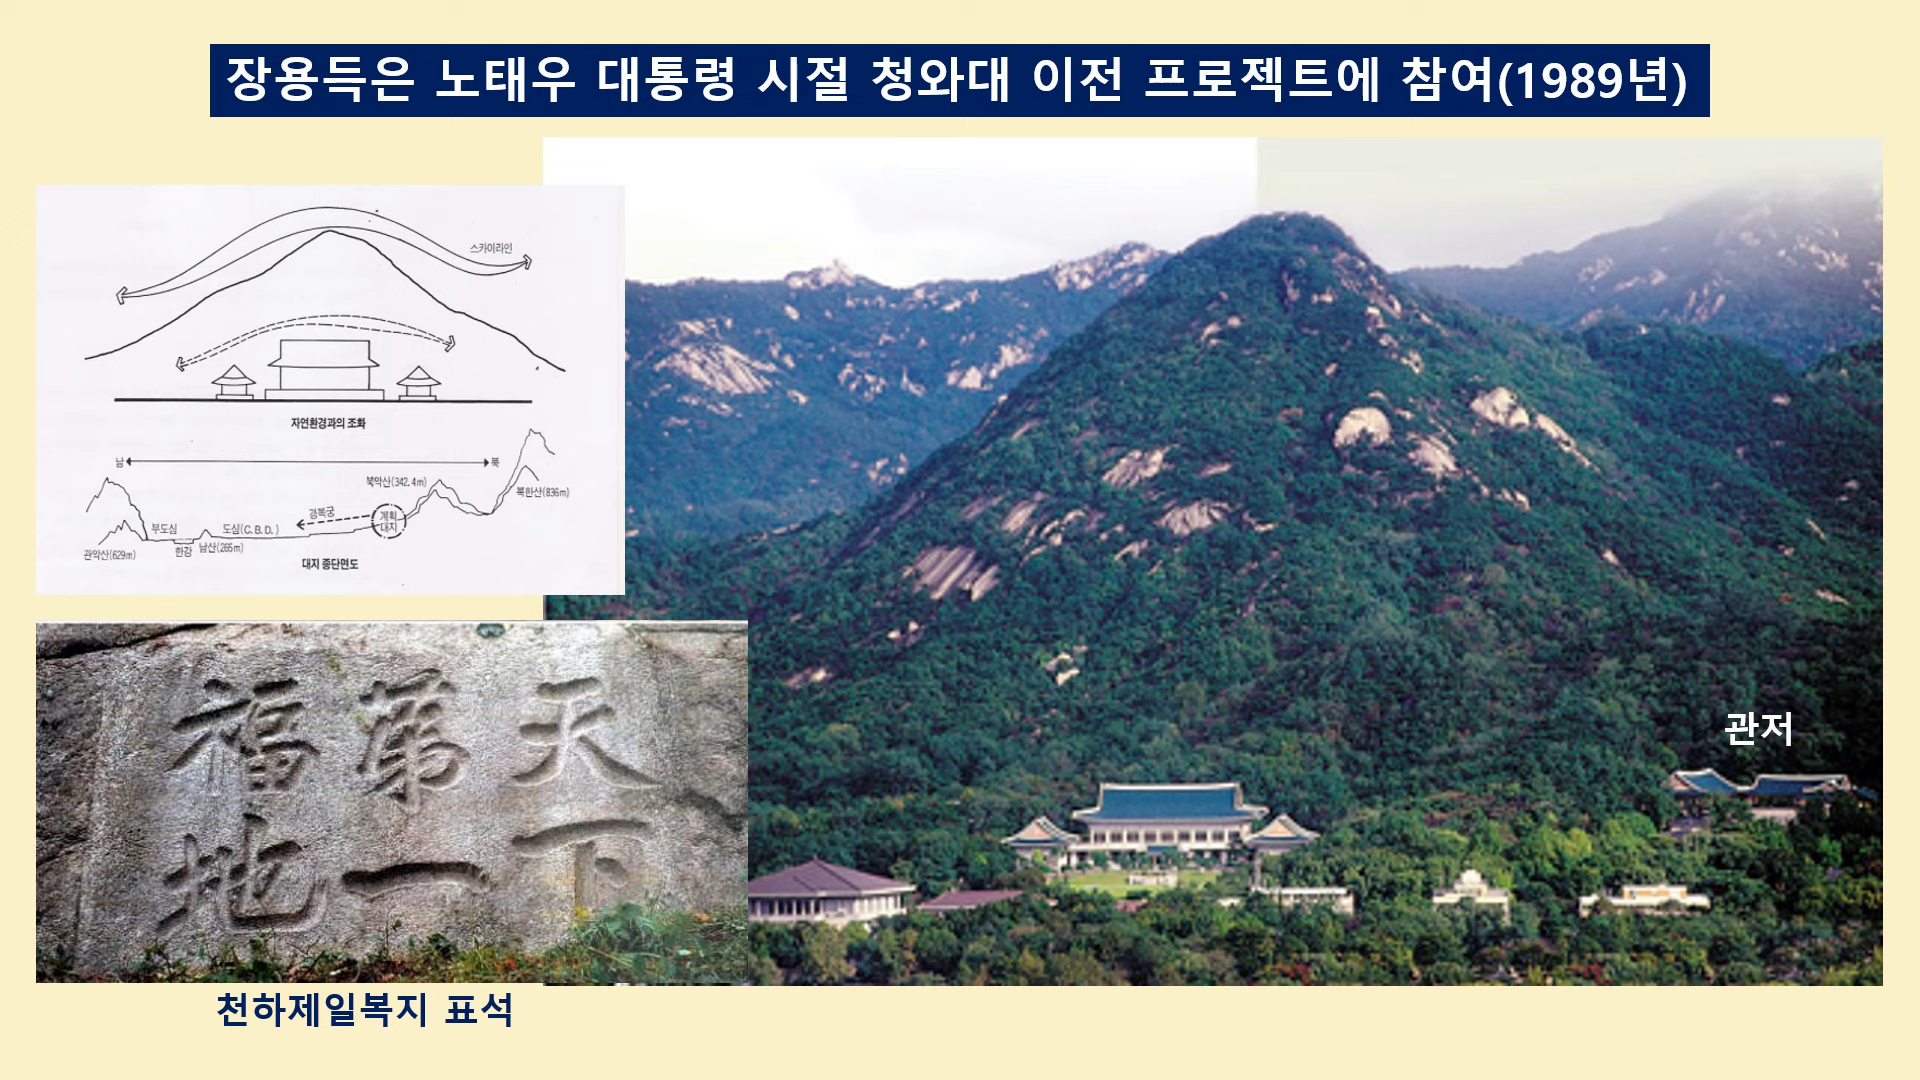 장용득은 노태우 대통령 시절 청와대 이전 프로젝트에 참여(1989년)
스카이라인
자연환경과의 조화
남
북
북악산(342.4m)
북한산(836m)
경복궁
계획
대지
부도심
도심(C.B.D.)
관악산(629m)
한강
남산(265m)
대지 종단면도
福 第 天
地 一 下
천하제일복지 표석
관저